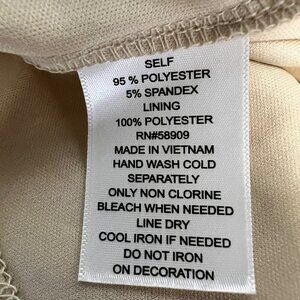 SELF
95 % POLYESTER
5% SPANDEX
LINING
100% POLYESTER
RN#58909
MADE IN VIETNAM
HAND WASH COLD
SEPARATELY
ONLY NON CLORINE
BLEACH WHEN NEEDED
LINE DRY
COOL IRON IF NEEDED
DO NOT IRON
ON DECORATION